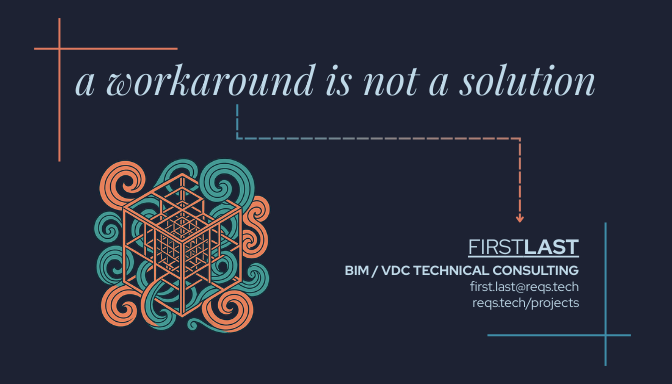 a workaround is not a solution
FIRSTLAST
BIM / VDC TECHNICAL CONSULTING
first.last@reqs.tech
reqs.tech/projects